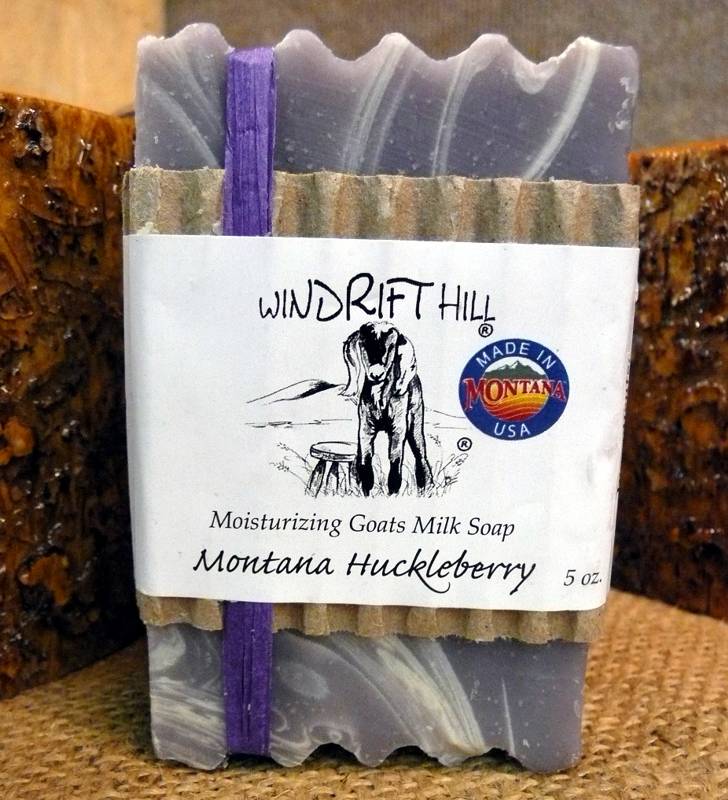 WINDRIFT HILL
®
MADE IN
MONTANA
USA
®
Moisturizing Goats Milk Soap
Montana Huckleberry
5 oz.